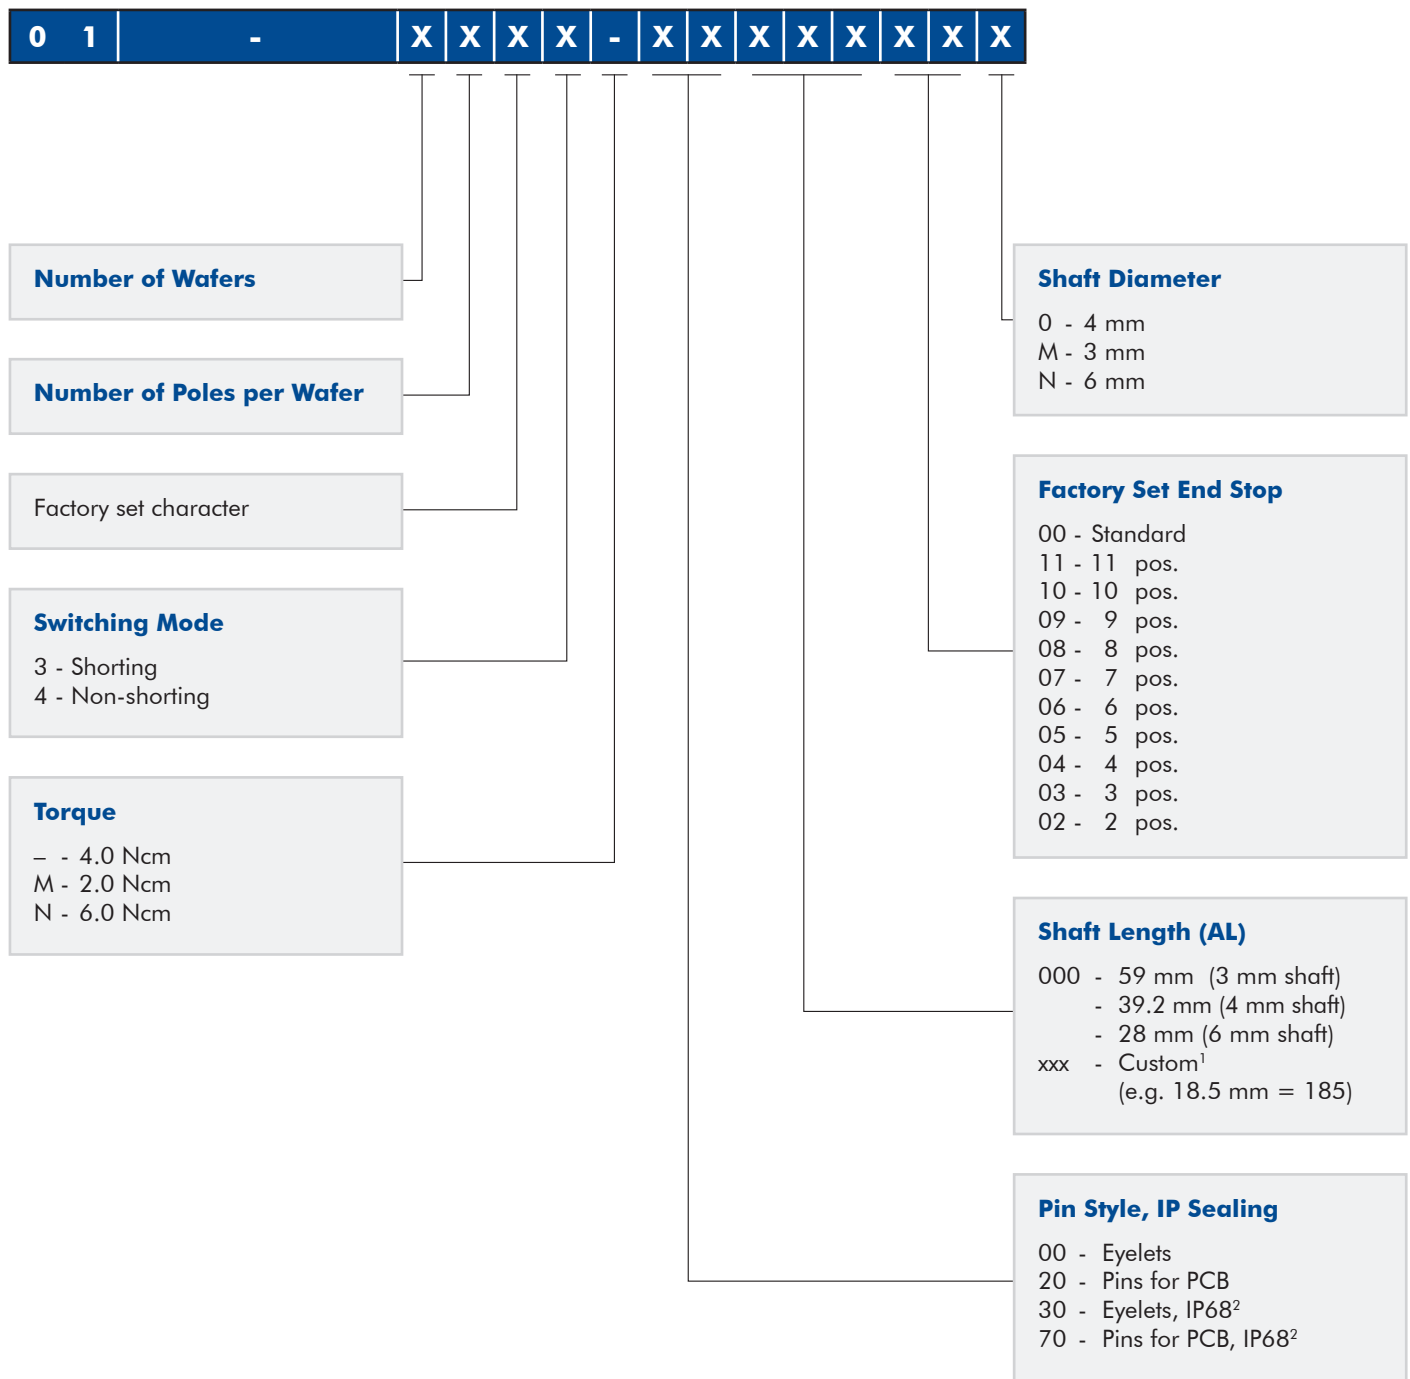 0 1 - X X X X - X X X X X X X X
Number of Wafers
Number of Poles per Wafer
Factory set character
Switching Mode
3 - Shorting
4 - Non-shorting
Torque
– - 4.0 Ncm
M - 2.0 Ncm
N - 6.0 Ncm
Shaft Diameter
0 - 4 mm
M - 3 mm
N - 6 mm
Factory Set End Stop
00 - Standard
11 - 11 pos.
10 - 10 pos.
09 - 9 pos.
08 - 8 pos.
07 - 7 pos.
06 - 6 pos.
05 - 5 pos.
04 - 4 pos.
03 - 3 pos.
02 - 2 pos.
Shaft Length (AL)
000 - 59 mm (3 mm shaft)
- 39.2 mm (4 mm shaft)
- 28 mm (6 mm shaft)
xxx - Custom¹
(e.g. 18.5 mm = 185)
Pin Style, IP Sealing
00 - Eyelets
20 - Pins for PCB
30 - Eyelets, IP68²
70 - Pins for PCB, IP68²